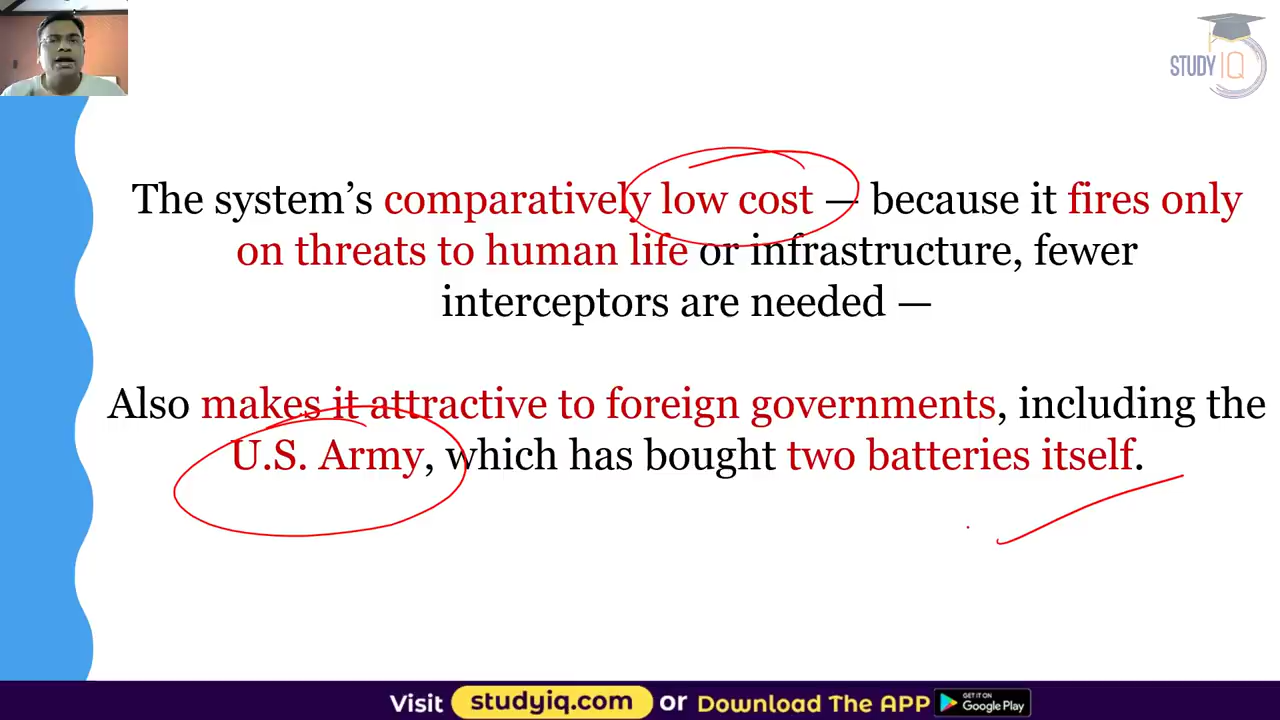 STUDY IQ
The system’s comparatively low cost — because it fires only
on threats to human life or infrastructure, fewer
interceptors are needed —
Also makes it attractive to foreign governments, including the
U.S. Army, which has bought two batteries itself.
Visit studyiq.com or Download The APP GET IT ON Google Play